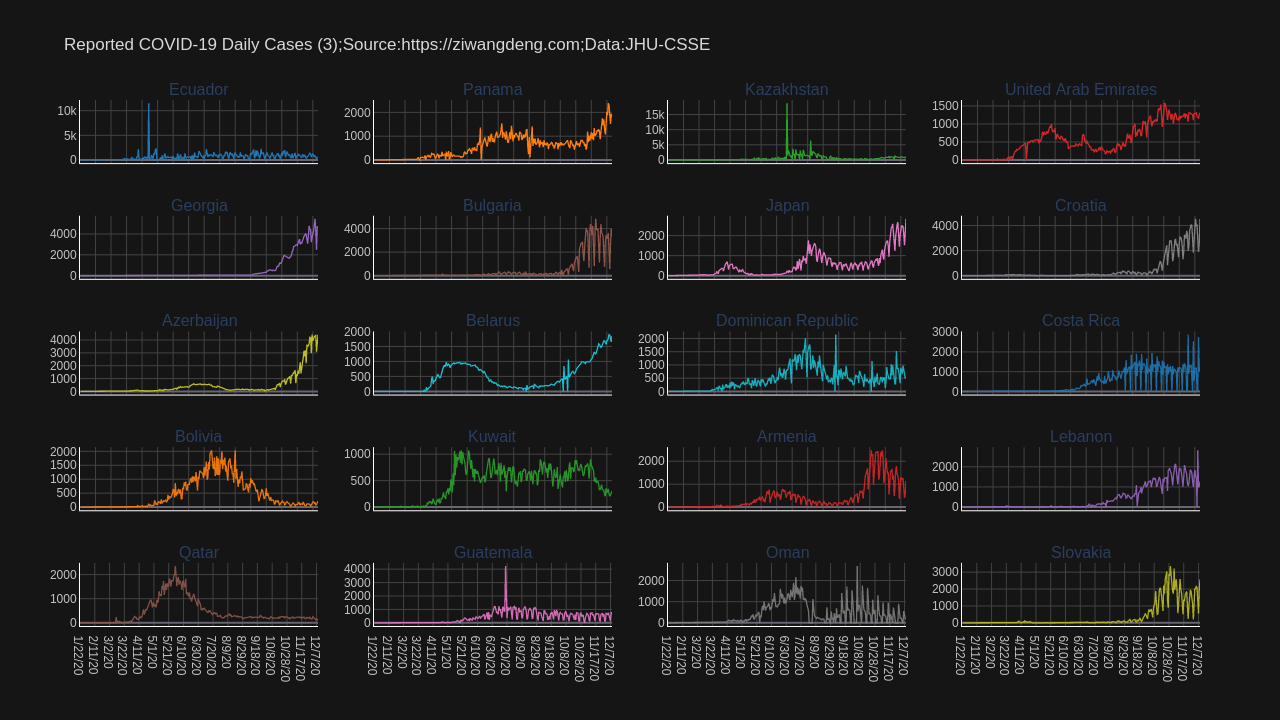 Reported COVID-19 Daily Cases (3);Source:https://ziwangdeng.com;Data:JHU-CSSE
Ecuador Panama Kazakhstan United Arab Emirates
10k 5k 0
2000 1000 0
15k 10k 5k 0
1500 1000 500 0
Georgia Bulgaria Japan Croatia
4000 2000 0
4000 2000 0
2000 0
4000 2000 0
Azerbaijan Belarus Dominican Republic Costa Rica
4000 3000 2000 1000 0
2000 1500 1000 500 0
2000 1500 1000 500 0
3000 2000 1000 0
Bolivia Kuwait Armenia Lebanon
2000 1500 1000 500 0
1000 500 0
2000 1000 0
2000 1000 0
Qatar Guatemala Oman Slovakia
2000 1000 0
4000 3000 2000 1000 0
2000 1000 0
3000 2000 1000 0
1/22/20 2/11/20 3/2/20 3/22/20 4/11/20 5/1/20 5/21/20 6/10/20 6/30/20 7/20/20 8/9/20 8/29/20 9/18/20 10/8/20 10/28/20 11/17/20 12/7/20
1/22/20 2/11/20 3/2/20 3/22/20 4/11/20 5/1/20 5/21/20 6/10/20 6/30/20 7/20/20 8/9/20 8/29/20 9/18/20 10/8/20 10/28/20 11/17/20 12/7/20
1/22/20 2/11/20 3/2/20 3/22/20 4/11/20 5/1/20 5/21/20 6/10/20 6/30/20 7/20/20 8/9/20 8/29/20 9/18/20 10/8/20 10/28/20 11/17/20 12/7/20
1/22/20 2/11/20 3/2/20 3/22/20 4/11/20 5/1/20 5/21/20 6/10/20 6/30/20 7/20/20 8/9/20 8/29/20 9/18/20 10/8/20 10/28/20 11/17/20 12/7/20